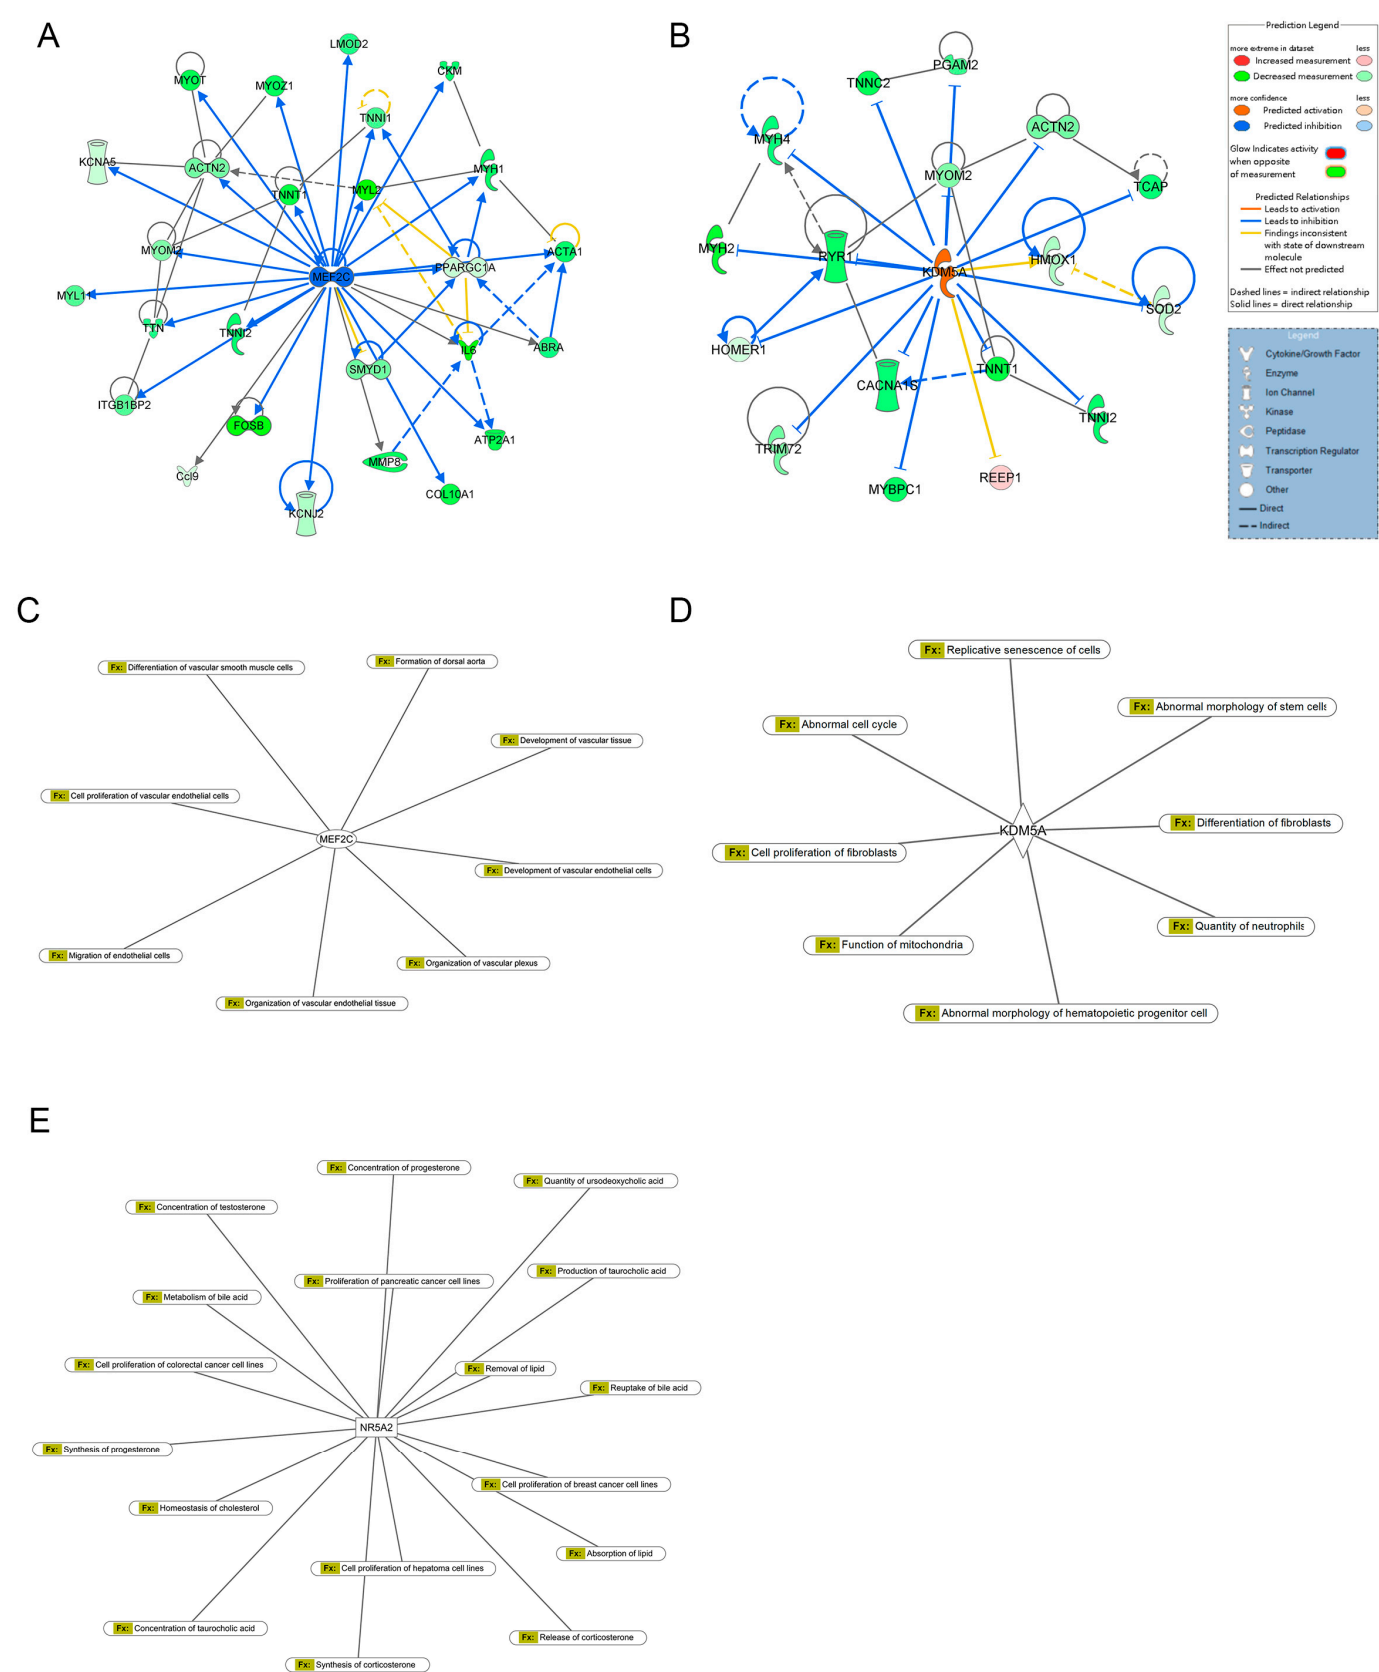 A
LMOD2
MYOT
MYOZ1
CKM
TNNI1
KCNA5
ACTN2
TNNT1
MYL2
MYH1
MYOM2
MEF2C
PPARGC1A
ACTA1
MYL11
TTN
TNNI2
IL6
ABRA
SMYD1
ITGB1BP2
FOSB
ATP2A1
Ccl9
MMP8
COL10A1
KCNJ2
B
PGAM2
TNNC2
MYH4
ACTN2
MYOM2
TCAP
MYH2
RYR1
KDM5A
HMOX1
SOD2
HOMER1
CACNA1S
TNNT1
TNNI2
TRIM72
REEP1
MYBPC1
Prediction Legend
more extreme in dataset less
Increased measurement
Decreased measurement
more confidence less
Predicted activation
Predicted inhibition
Glow Indicates activity
when opposite
of measurement
Predicted Relationships
Leads to activation
Leads to inhibition
Findings inconsistent
with state of downstream
molecule
Effect not predicted
Dashed lines = indirect relationship
Solid lines = direct relationship
Legend
Cytokine/Growth Factor
Enzyme
Ion Channel
Kinase
Peptidase
Transcription Regulator
Transporter
Other
Direct
Indirect
C
Fx: Differentiation of vascular smooth muscle cells
Fx: Formation of dorsal aorta
Fx: Development of vascular tissue
Fx: Cell proliferation of vascular endothelial cells
MEF2C
Fx: Development of vascular endothelial cells
Fx: Migration of endothelial cells
Fx: Organization of vascular plexus
Fx: Organization of vascular endothelial tissue
D
Fx: Replicative senescence of cells
Fx: Abnormal morphology of stem cells
Fx: Abnormal cell cycle
KDM5A
Fx: Differentiation of fibroblasts
Fx: Cell proliferation of fibroblasts
Fx: Quantity of neutrophils
Fx: Function of mitochondria
Fx: Abnormal morphology of hematopoietic progenitor cell
E
Fx: Concentration of progesterone
Fx: Quantity of ursodeoxycholic acid
Fx: Concentration of testosterone
Fx: Production of taurocholic acid
Fx: Proliferation of pancreatic cancer cell lines
Fx: Metabolism of bile acid
Fx: Cell proliferation of colorectal cancer cell lines
Fx: Removal of lipid
Fx: Reuptake of bile acid
NR5A2
Fx: Synthesis of progesterone
Fx: Cell proliferation of breast cancer cell lines
Fx: Homeostasis of cholesterol
Fx: Absorption of lipid
Fx: Cell proliferation of hepatoma cell lines
Fx: Concentration of taurocholic acid
Fx: Release of corticosterone
Fx: Synthesis of corticosterone